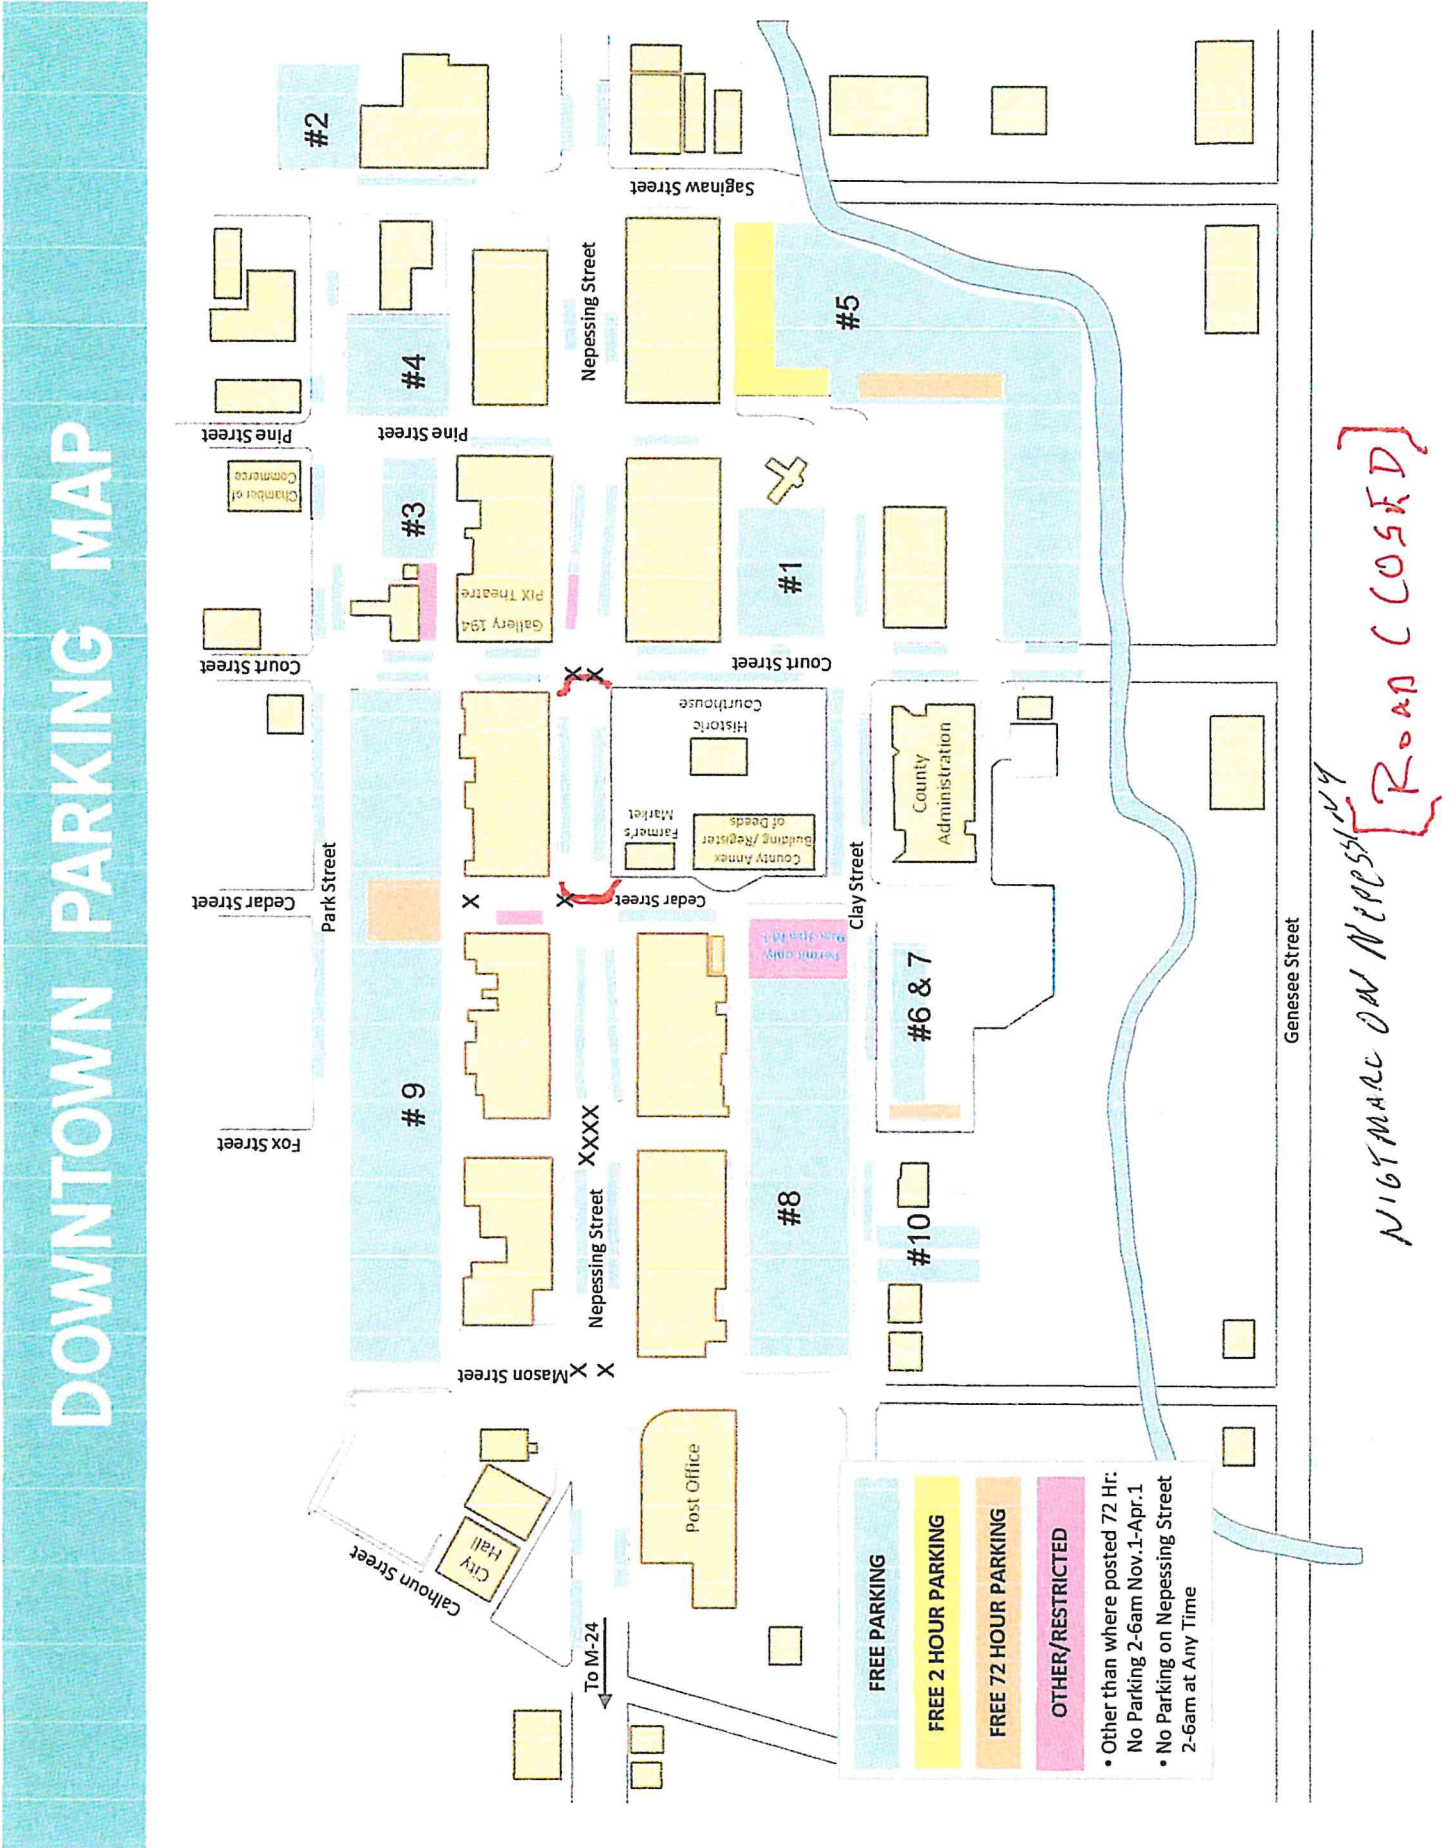 DOWNTOWN PARKING MAP
Fox Street
Cedar Street
Court Street
Pine Street
Chamber of
Commerce
Park Street
Calhoun Street
City
Hall
Mason Street
# 9
#3
#4
#2
Pine Street
Gallery 194
PIX Theatre
X
X
XX
To M-24
X X
Nepessing Street
XXXX
Nepessing Street
Post Office
Cedar Street
Farmer's
Market
County Annex
Building/Register
of Deeds
Historic
Courthouse
Court Street
Saginaw Street
#8
Permit only
#1
#5
Clay Street
#10
#6 & 7
County
Administration
FREE PARKING
FREE 2 HOUR PARKING
FREE 72 HOUR PARKING
OTHER/RESTRICTED
• Other than where posted 72 Hr:
No Parking 2-6am Nov.1-Apr.1
• No Parking on Nepessing Street
2-6am at Any Time
Genesee Street
NIGTMARE ON NEPPESSING
[ROAD CLOSED]